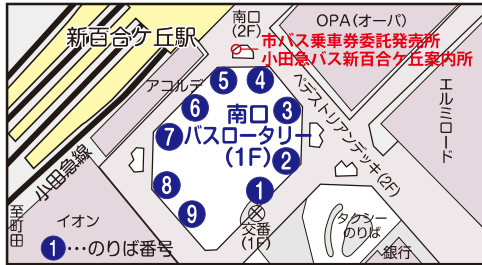 南口
(2F)
OPA(オーパ)
新百合ケ丘駅
市バス乗車券委託発売所
小田急バス新百合ケ丘案内所
アコルデ
5
4
6
3
南口
バスロータリー
(1F)
7
2
8
1
9
ペデストリアンデッキ(2F)
エルミロード
小田急線
至町田
イオン
交番
(1F)
タクシー
のりば
銀行
1…のりば番号